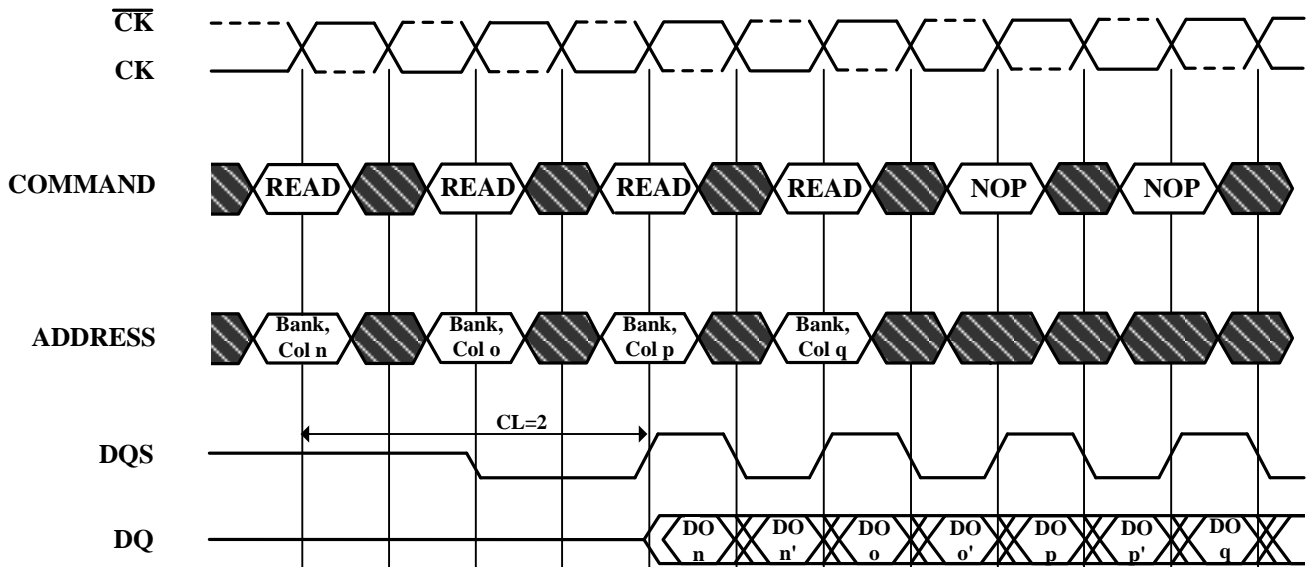 CK
CK
COMMAND
READ
READ
READ
READ
NOP
NOP
ADDRESS
Bank,
Col n
Bank,
Col o
Bank,
Col p
Bank,
Col q
CL=2
DQS
DQ
DO
n
DO
n'
DO
o
DO
o'
DO
p
DO
p'
DO
q